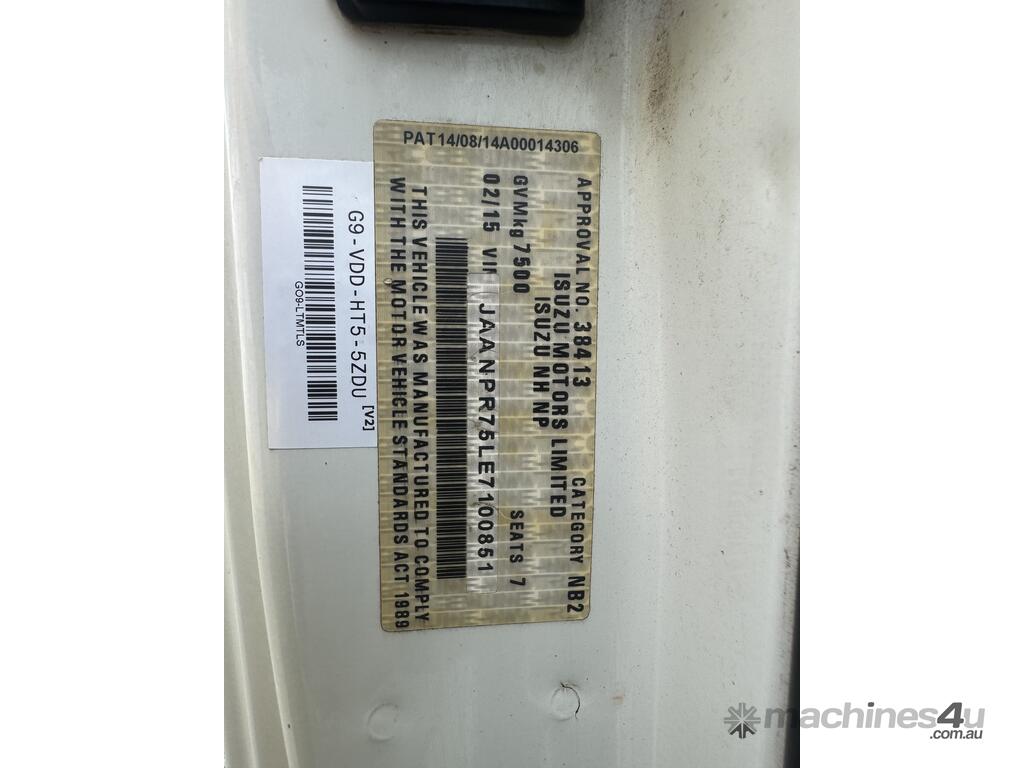 PAT14/08/14A00014306
APPROVAL NO. 38413 CATEGORY NB2
ISUZU MOTORS LIMITED
ISUZU NH NP
GVMkg 7500 SEATS 7
02/15 VIN JAANPR75LE7100851
THIS VEHICLE WAS MANUFACTURED TO COMPLY
WITH THE MOTOR VEHICLE STANDARDS ACT 1989
G9-VDD-HT5-5ZDU [V2]
GO9-LTMTLS
machines4u
.com.au